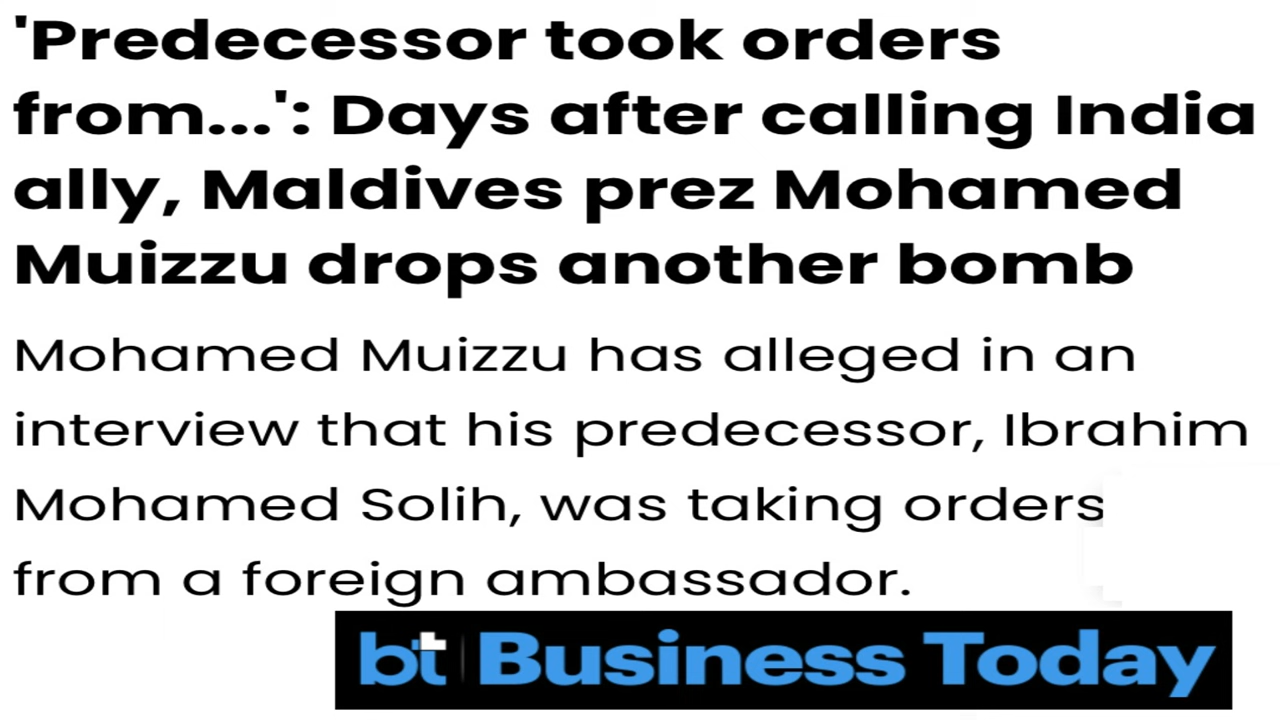 'Predecessor took orders
from...': Days after calling India
ally, Maldives prez Mohamed
Muizzu drops another bomb
Mohamed Muizzu has alleged in an
interview that his predecessor, Ibrahim
Mohamed Solih, was taking orders
from a foreign ambassador.
bt Business Today